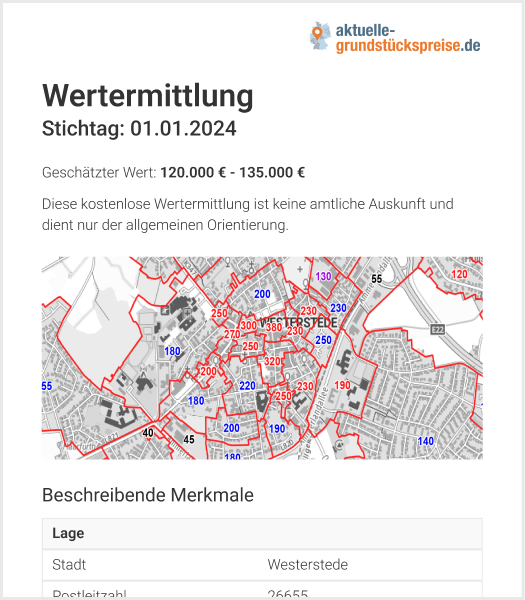 aktuelle-
grundstückspreise.de
Wertermittlung
Stichtag: 01.01.2024
Geschätzter Wert: 120.000 € - 135.000 €
Diese kostenlose Wertermittlung ist keine amtliche Auskunft und
dient nur der allgemeinen Orientierung.
130
55
120
200
250
230
230
300
380
WESTERSTEDE
230
270
250
E22
180
250
320
200
55
220
230
190
180
250
200
190
40
45
140
180
Beschreibende Merkmale
Lage
Stadt Westerstede
Postleitzahl 26655